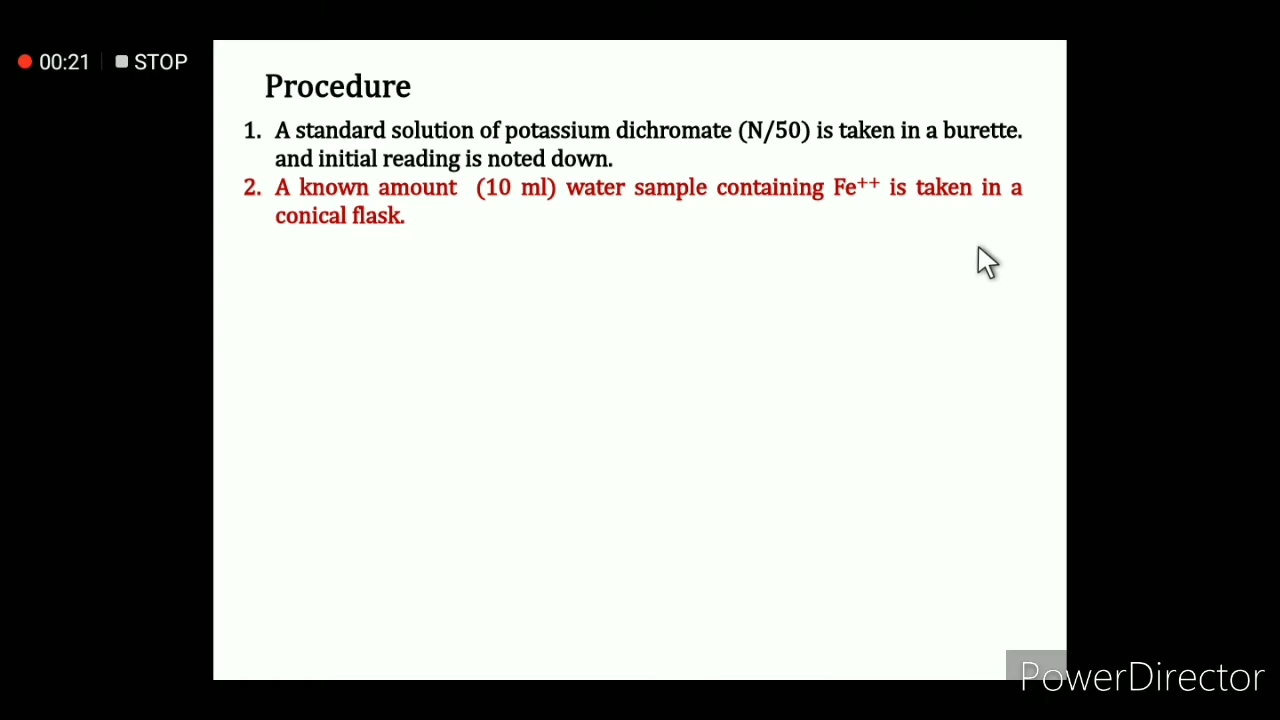 00:21 STOP
Procedure
1. A standard solution of potassium dichromate (N/50) is taken in a burette.
and initial reading is noted down.
2. A known amount (10 ml) water sample containing Fe⁺⁺ is taken in a
conical flask.
PowerDirector